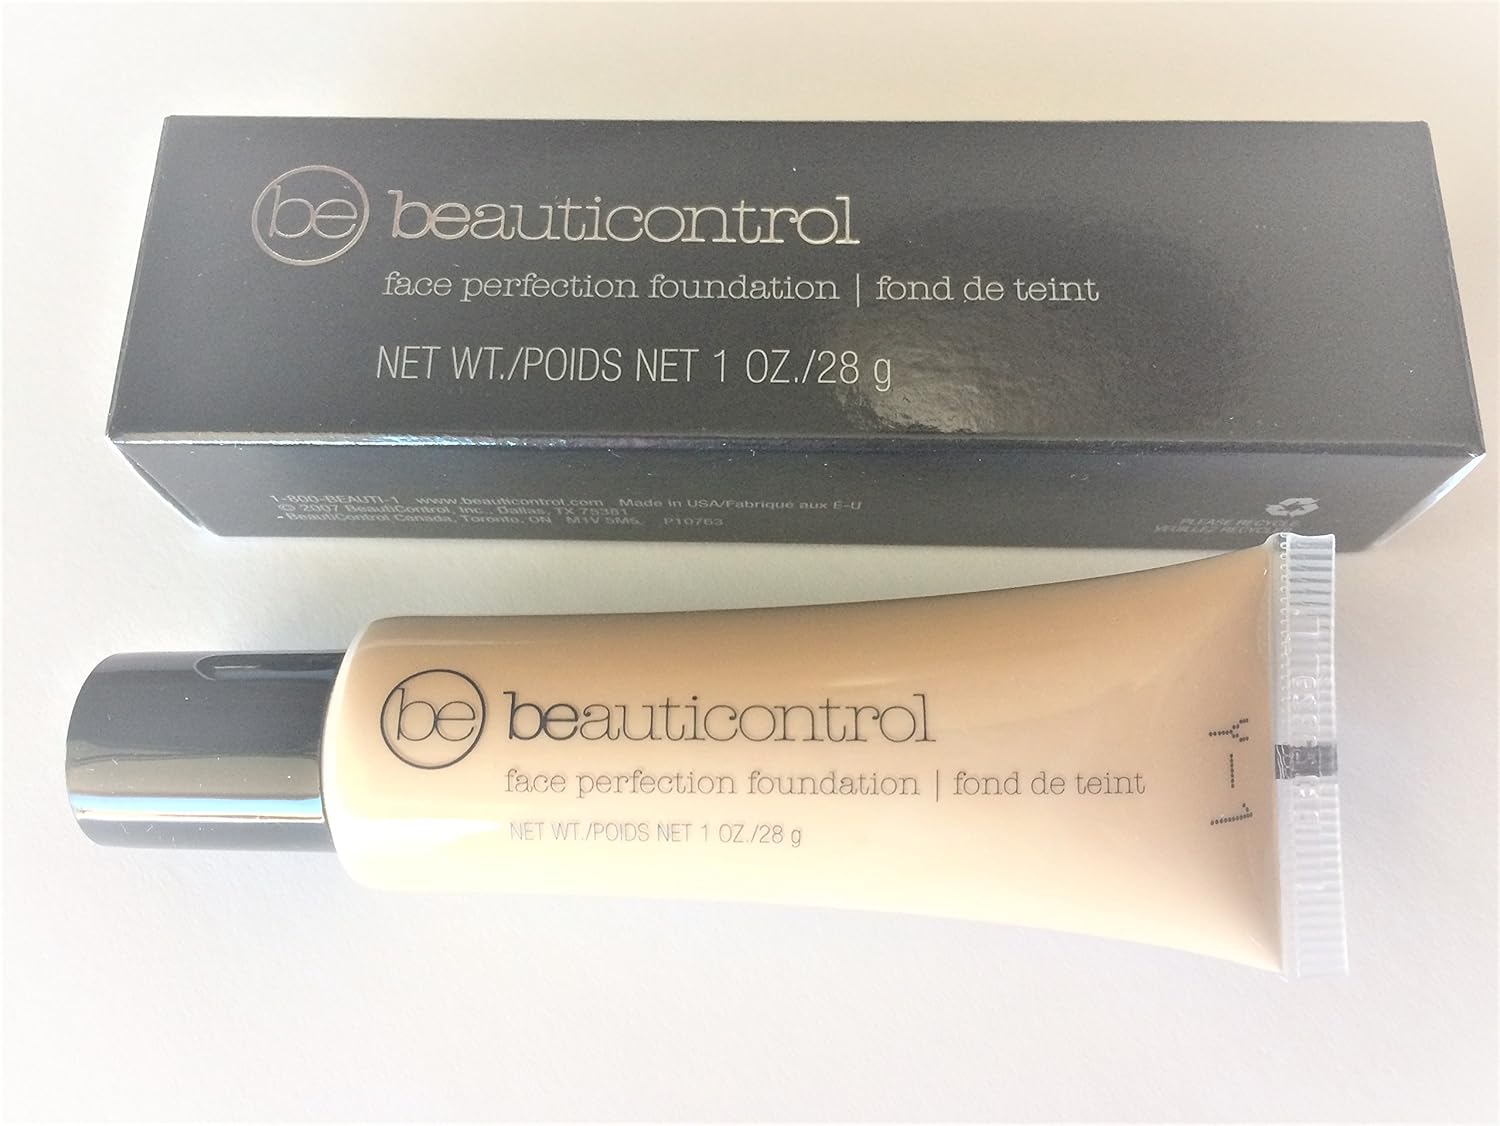 be beauticontrol
face perfection foundation | fond de teint
NET WT./POIDS NET 1 OZ./28 g
1-800-BEAUTI-1 www.beauticontrol.com Made in USA/Fabriqué aux É-U
© 2007 BeautiControl, Inc., Dallas, TX 75381
BeautiControl Canada, Toronto, ON M1V 5M5. P10763
PLEASE RECYCLE
VEUILLEZ RECYCLER
be beauticontrol
face perfection foundation | fond de teint
NET WT./POIDS NET 1 OZ./28 g